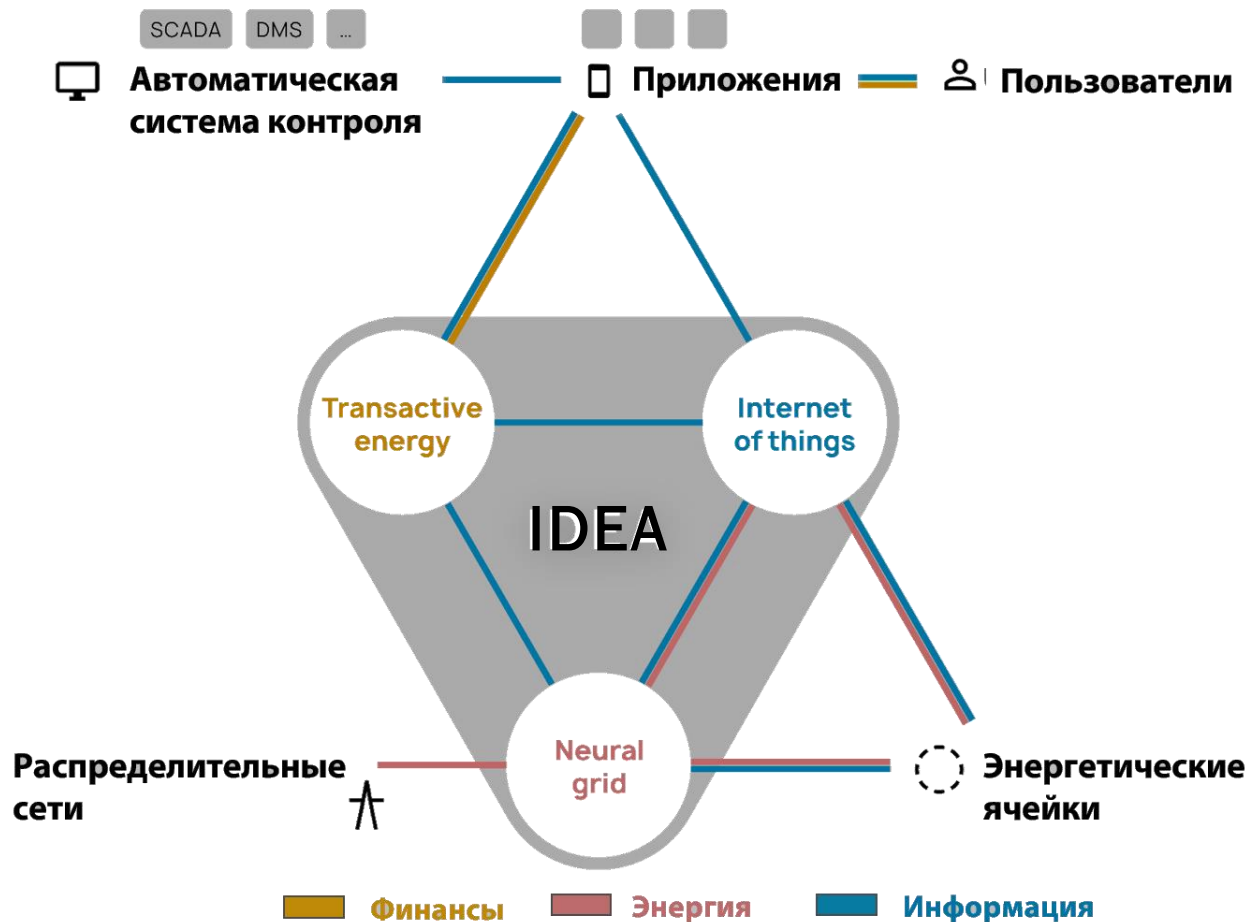 SCADA DMS ...
Автоматическая
система контроля
Приложения
Пользователи
Transactive
energy
Internet
of things
IDEA
Neural
grid
Распределительные
сети
Энергетические
ячейки
Финансы
Энергия
Информация